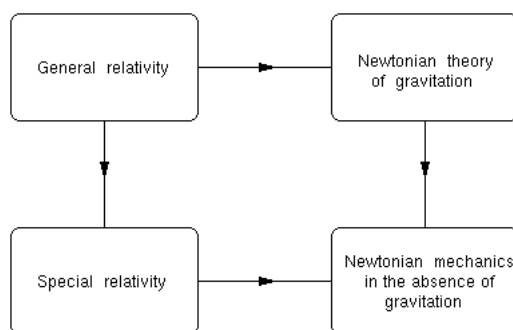 General relativity
Newtonian theory
of gravitation
Special relativity
Newtonian mechanics
in the absence of
gravitation